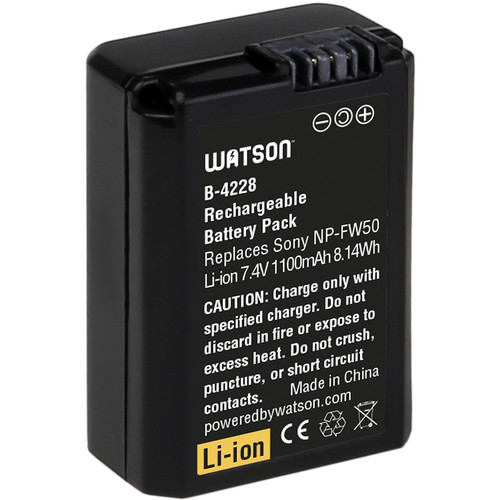 WATSON™
B-4228
Rechargeable
Battery Pack
Replaces Sony NP-FW50
Li-ion 7.4V 1100mAh 8.14Wh
CAUTION: Charge only with
specified charger. Do not
discard in fire or expose to
excess heat. Do not crush,
puncture, or short circuit
contacts. Made in China
poweredbywatson.com
Li-ion CE